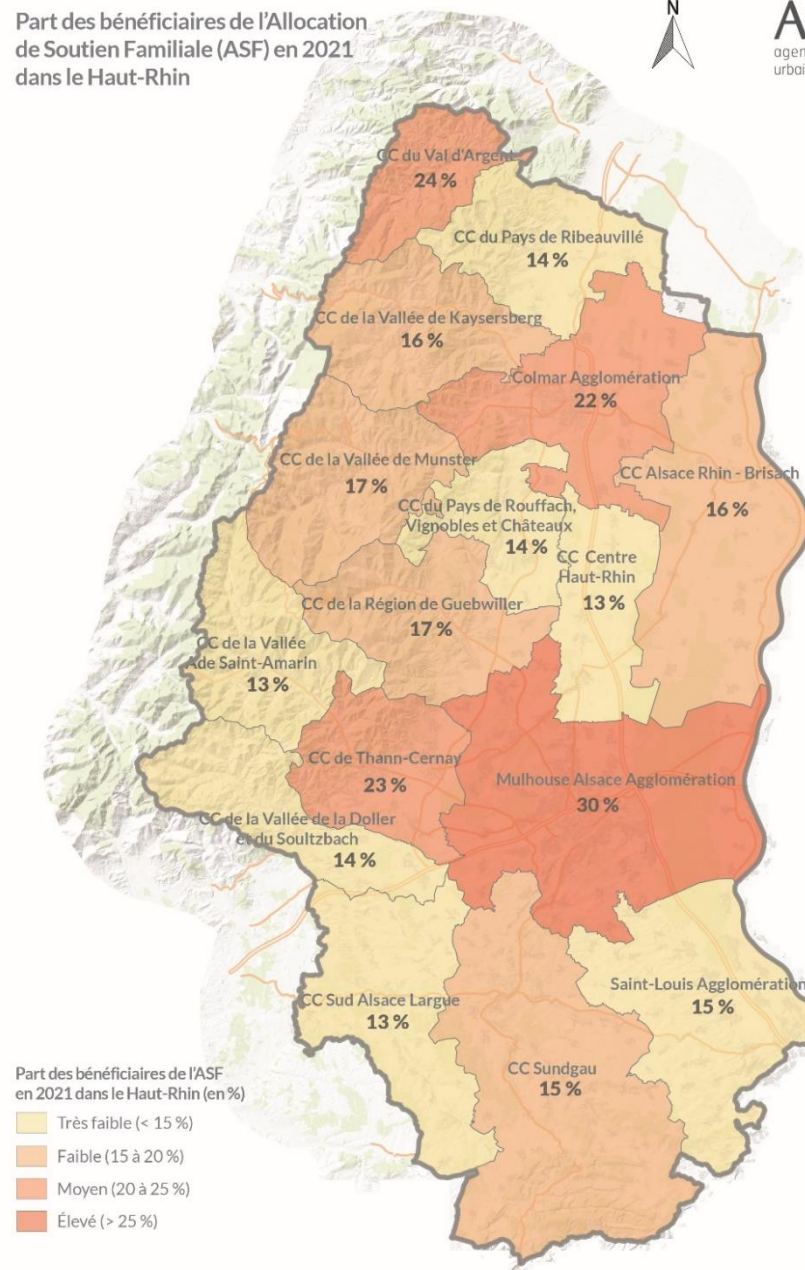 Part des bénéficiaires de l'Allocation
de Soutien Familiale (ASF) en 2021
dans le Haut-Rhin
N
CC du Val d'Argent
24 %
CC du Pays de Ribeauvillé
14 %
CC de la Vallée de Kaysersberg
16 %
Colmar Agglomération
22 %
CC de la Vallée de Munster
17 %
CC Alsace Rhin - Brisach
16 %
CC du Pays de Rouffach,
Vignobles et Châteaux
14 %
CC Centre
Haut-Rhin
13 %
CC de la Région de Guebwiller
17 %
CC de la Vallée
Ade Saint-Amarin
13 %
CC de Thann-Cernay
23 %
Mulhouse Alsace Agglomération
30 %
CC de la Vallée de la Doller
et du Soultzbach
14 %
CC Sud Alsace Largue
13 %
Saint-Louis Agglomération
15 %
CC Sundgau
15 %
Part des bénéficiaires de l'ASF
en 2021 dans le Haut-Rhin (en %)
Très faible (< 15 %)
Faible (15 à 20 %)
Moyen (20 à 25 %)
Élevé (> 25 %)